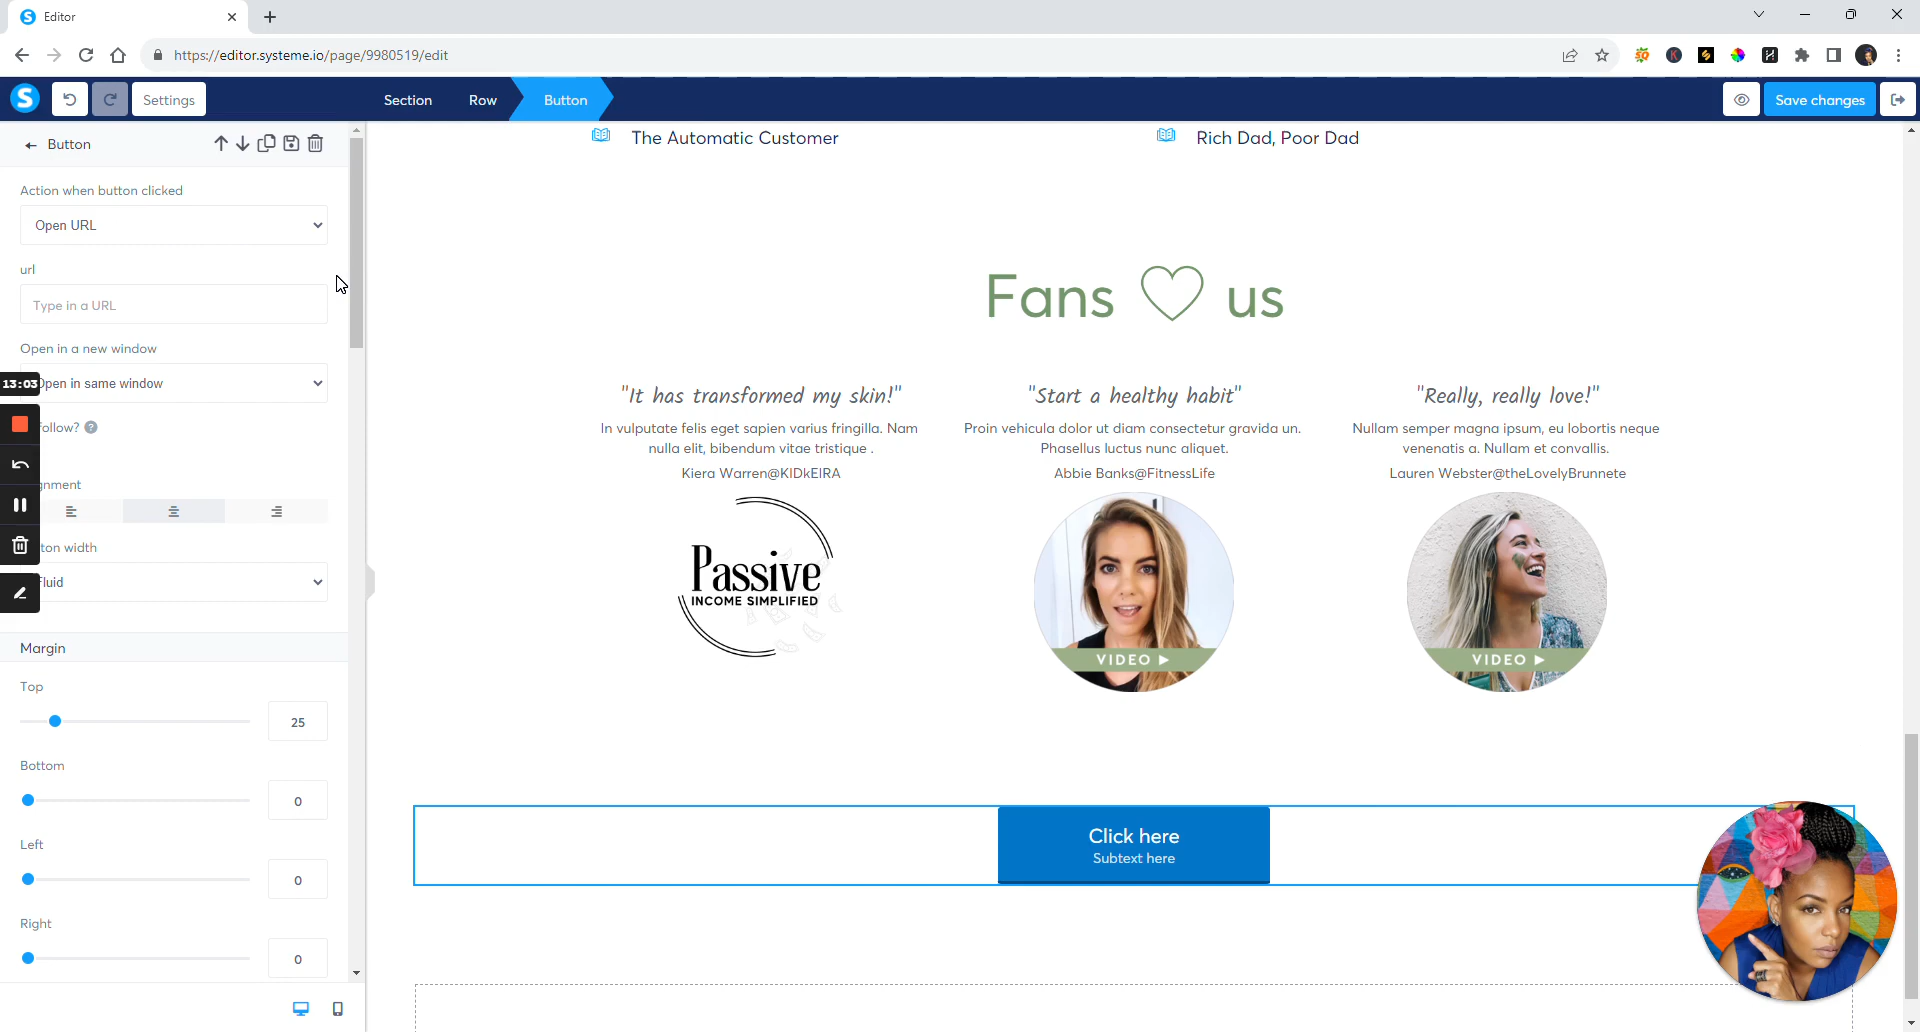 Editor
https://editor.systeme.io/page/9980519/edit
Settings
Section
Row
Button
Save changes
Button
Action when button clicked
Open URL
url
Type in a URL
Open in a new window
13:03
Open in same window
ollow?
gnment
ton width
luid
Margin
Top
25
Bottom
0
Left
0
Right
0
The Automatic Customer
Rich Dad, Poor Dad
Fans us
"It has transformed my skin!"
In vulputate felis eget sapien varius fringilla. Nam
nulla elit, bibendum vitae tristique .
Kiera Warren@KIDkEIRA
Passive
INCOME SIMPLIFIED
"Start a healthy habit"
Proin vehicula dolor ut diam consectetur gravida un.
Phasellus luctus nunc aliquet.
Abbie Banks@FitnessLife
VIDEO
"Really, really love!"
Nullam semper magna ipsum, eu lobortis neque
venenatis a. Nullam et convallis.
Lauren Webster@theLovelyBrunnete
VIDEO
Click here
Subtext here